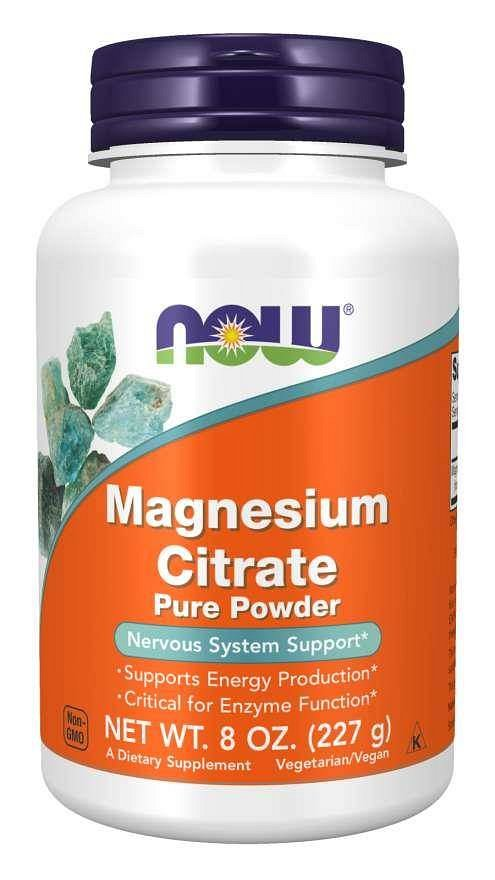 NOW®
Magnesium
Citrate
Pure Powder
Nervous System Support*
•Supports Energy Production*
•Critical for Enzyme Function*
Non-
GMO
NET WT. 8 OZ. (227 g)
A Dietary Supplement Vegetarian/Vegan
K